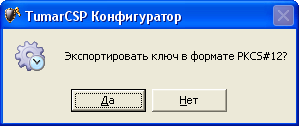 TumarCSP Конфигуратор
Экспортировать ключ в формате PKCS#12?
Да
Нет